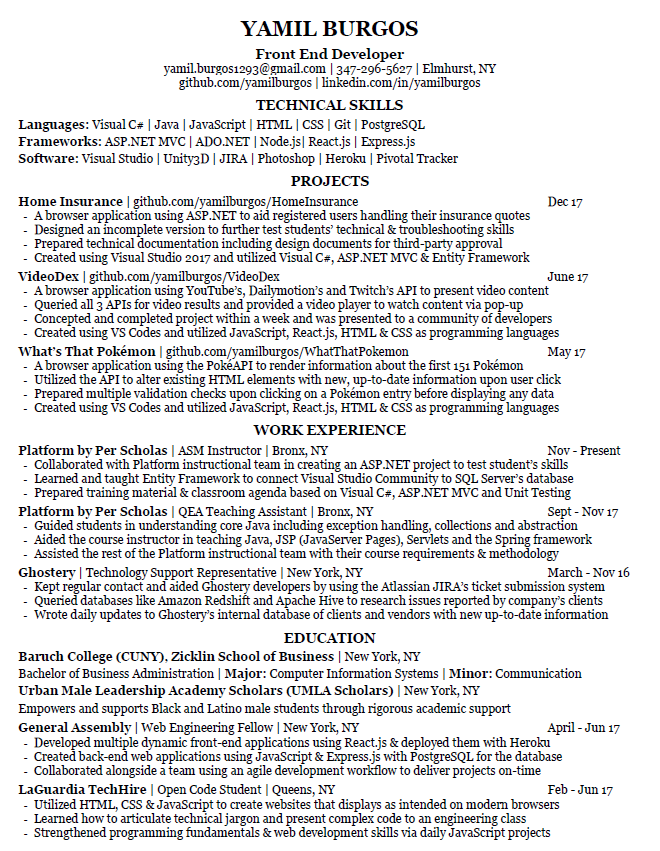 YAMIL BURGOS
Front End Developer
yamil.burgos1293@gmail.com | 347-296-5627 | Elmhurst, NY
github.com/yamilburgos | linkedin.com/in/yamilburgos
TECHNICAL SKILLS
Languages: Visual C# | Java | JavaScript | HTML | CSS | Git | PostgreSQL
Frameworks: ASP.NET MVC | ADO.NET | Node.js| React.js | Express.js
Software: Visual Studio | Unity3D | JIRA | Photoshop | Heroku | Pivotal Tracker
PROJECTS
Home Insurance | github.com/yamilburgos/HomeInsurance Dec 17
- A browser application using ASP.NET to aid registered users handling their insurance quotes
- Designed an incomplete version to further test students' technical & troubleshooting skills
- Prepared technical documentation including design documents for third-party approval
- Created using Visual Studio 2017 and utilized Visual C#, ASP.NET MVC & Entity Framework
VideoDex | github.com/yamilburgos/VideoDex June 17
- A browser application using YouTube's, Dailymotion's and Twitch's API to present video content
- Queried all 3 APIs for video results and provided a video player to watch content via pop-up
- Concepted and completed project within a week and was presented to a community of developers
- Created using VS Codes and utilized JavaScript, React.js, HTML & CSS as programming languages
What's That Pokémon | github.com/yamilburgos/WhatThatPokemon May 17
- A browser application using the PokéAPI to render information about the first 151 Pokémon
- Utilized the API to alter existing HTML elements with new, up-to-date information upon user click
- Prepared multiple validation checks upon clicking on a Pokémon entry before displaying any data
- Created using VS Codes and utilized JavaScript, React.js, HTML & CSS as programming languages
WORK EXPERIENCE
Platform by Per Scholas | ASM Instructor | Bronx, NY Nov - Present
- Collaborated with Platform instructional team in creating an ASP.NET project to test student's skills
- Learned and taught Entity Framework to connect Visual Studio Community to SQL Server's database
- Prepared training material & classroom agenda based on Visual C#, ASP.NET MVC and Unit Testing
Platform by Per Scholas | QEA Teaching Assistant | Bronx, NY Sept - Nov 17
- Guided students in understanding core Java including exception handling, collections and abstraction
- Aided the course instructor in teaching Java, JSP (JavaServer Pages), Servlets and the Spring framework
- Assisted the rest of the Platform instructional team with their course requirements & methodology
Ghostery | Technology Support Representative | New York, NY March - Nov 16
- Kept regular contact and aided Ghostery developers by using the Atlassian JIRA's ticket submission system
- Queried databases like Amazon Redshift and Apache Hive to research issues reported by company's clients
- Wrote daily updates to Ghostery's internal database of clients and vendors with new up-to-date information
EDUCATION
Baruch College (CUNY), Zicklin School of Business | New York, NY
Bachelor of Business Administration | Major: Computer Information Systems | Minor: Communication
Urban Male Leadership Academy Scholars (UMLA Scholars) | New York, NY
Empowers and supports Black and Latino male students through rigorous academic support
General Assembly | Web Engineering Fellow | New York, NY April - Jun 17
- Developed multiple dynamic front-end applications using React.js & deployed them with Heroku
- Created back-end web applications using JavaScript & Express.js with PostgreSQL for the database
- Collaborated alongside a team using an agile development workflow to deliver projects on-time
LaGuardia TechHire | Open Code Student | Queens, NY Feb - Jun 17
- Utilized HTML, CSS & JavaScript to create websites that displays as intended on modern browsers
- Learned how to articulate technical jargon and present complex code to an engineering class
- Strengthened programming fundamentals & web development skills via daily JavaScript projects